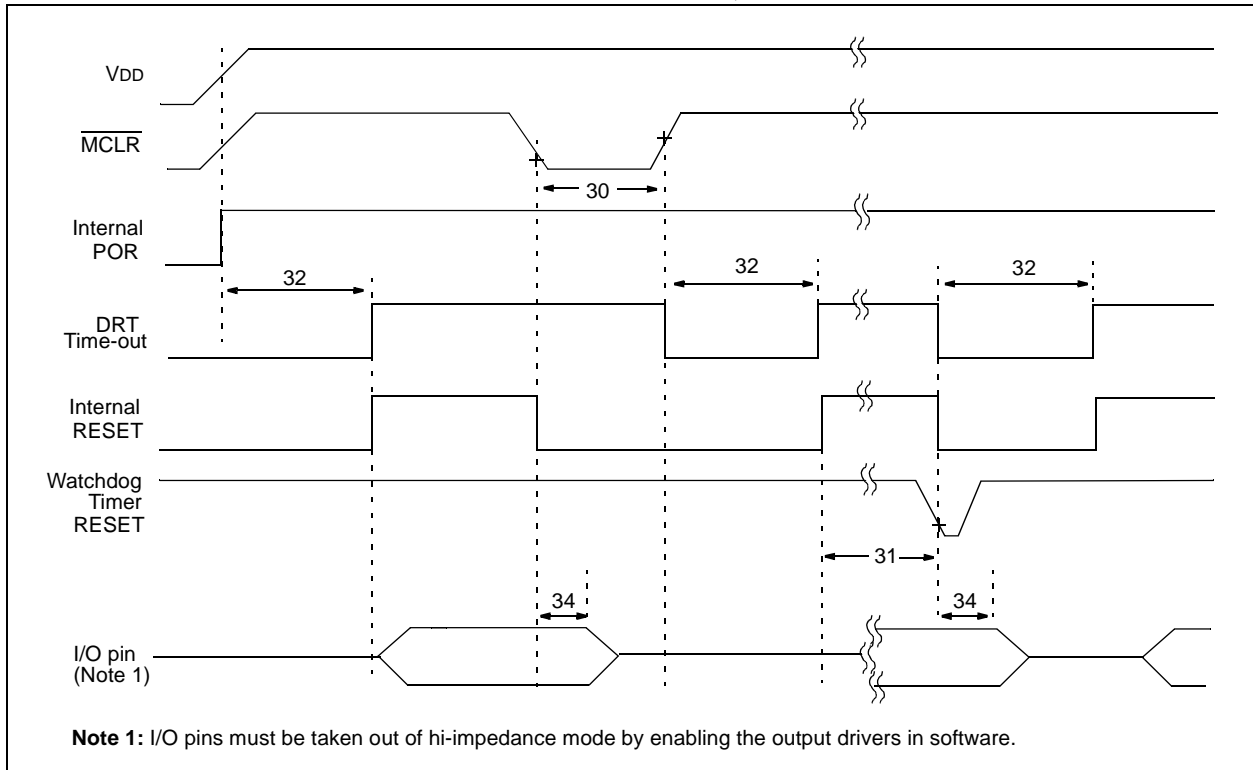 VDD
MCLR
30
Internal
POR
32
32
32
DRT
Time-out
Internal
RESET
Watchdog
Timer
RESET
31
34
34
I/O pin
(Note 1)
Note 1: I/O pins must be taken out of hi-impedance mode by enabling the output drivers in software.